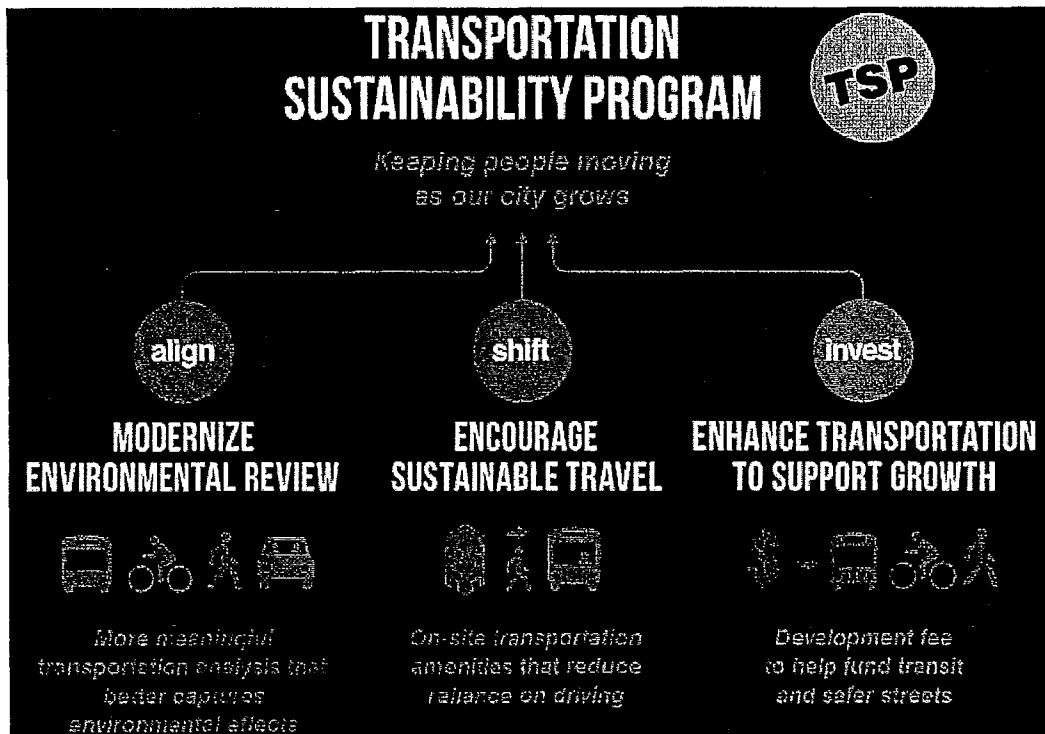 TRANSPORTATION
SUSTAINABILITY PROGRAM
TSP
Keeping people moving
as our city grows
align
shift
invest
MODERNIZE
ENVIRONMENTAL REVIEW
ENCOURAGE
SUSTAINABLE TRAVEL
ENHANCE TRANSPORTATION
TO SUPPORT GROWTH
More meaningful
transportation analysis that
better captures
environmental effects
On-site transportation
amenities that reduce
reliance on driving
Development fee
to help fund transit
and safer streets